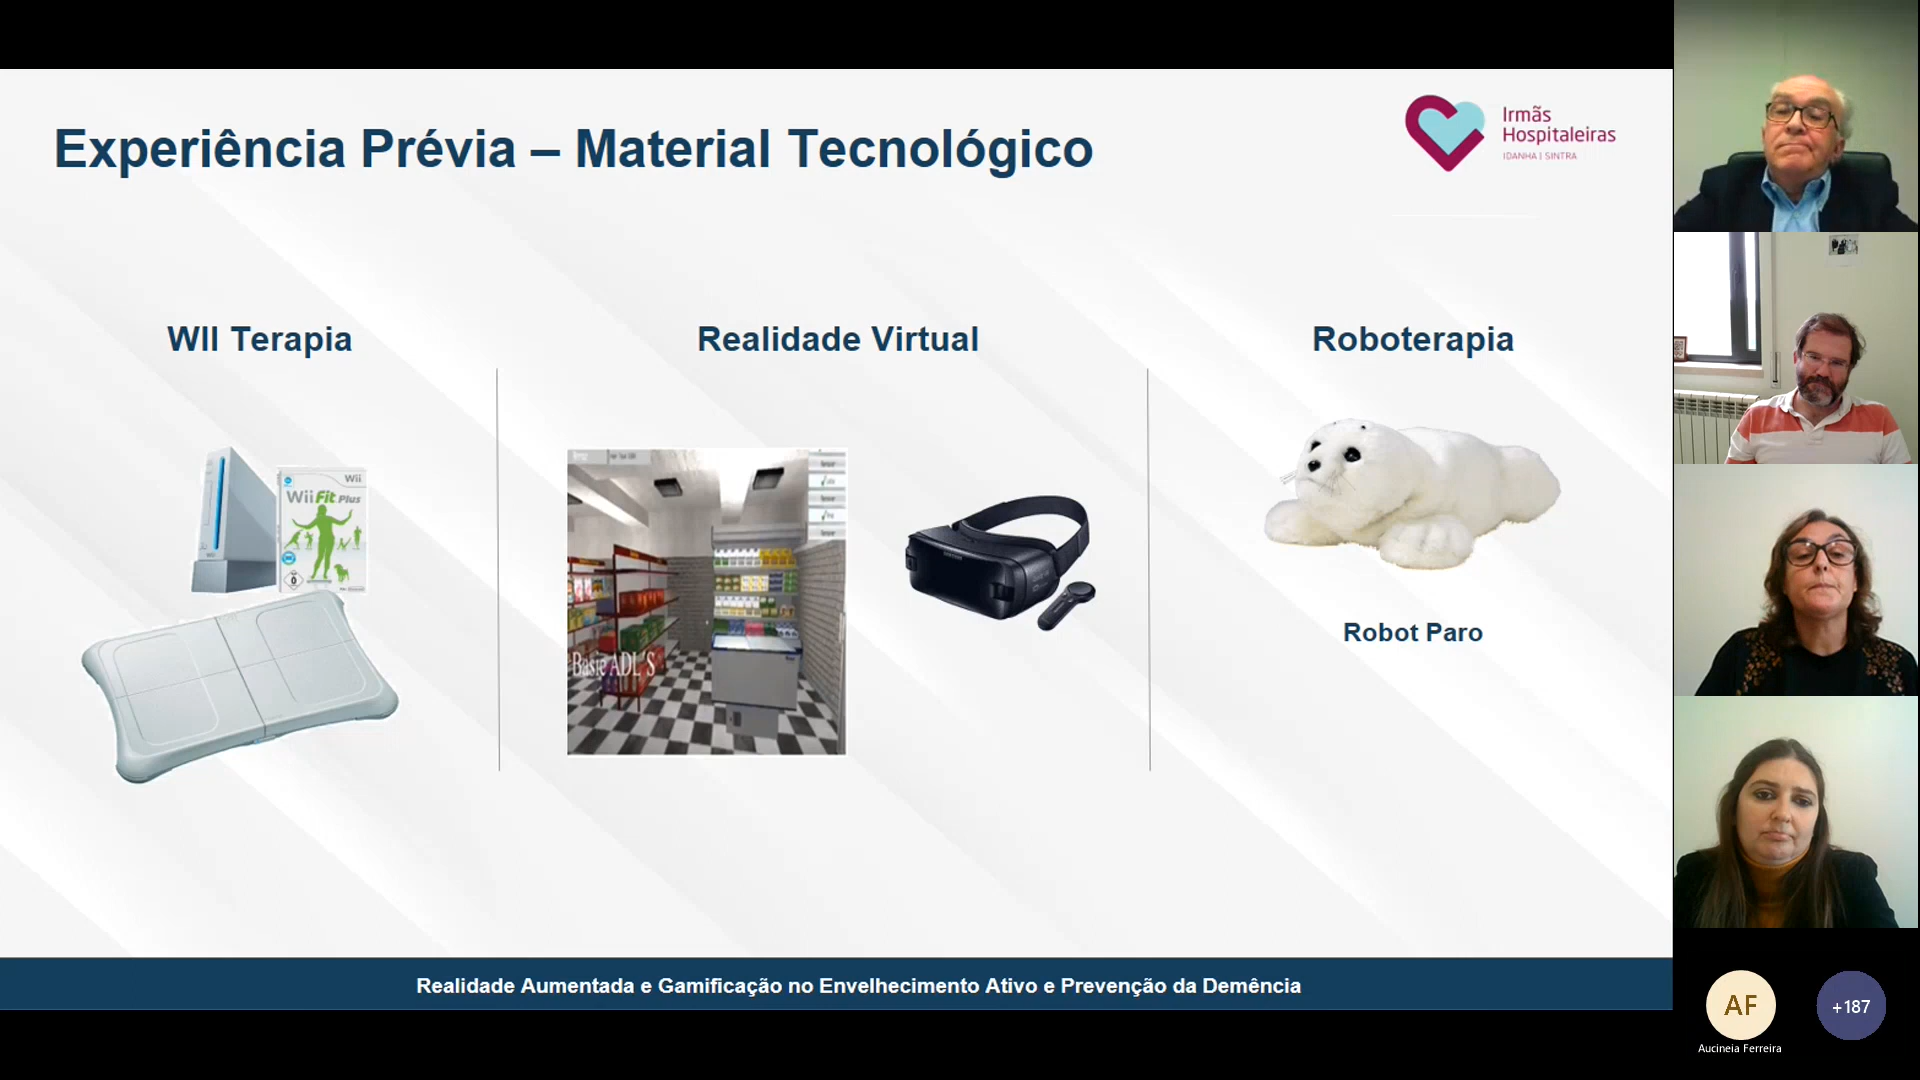 Experiência Prévia – Material Tecnológico
Irmãs
Hospitaleiras
IDANHA | SINTRA
WII Terapia
Realidade Virtual
Roboterapia
Wii
Wii Fit Plus
Basic ADL'S
Robot Paro
Realidade Aumentada e Gamificação no Envelhecimento Ativo e Prevenção da Demência
AF
+187
Aucineia Ferreira